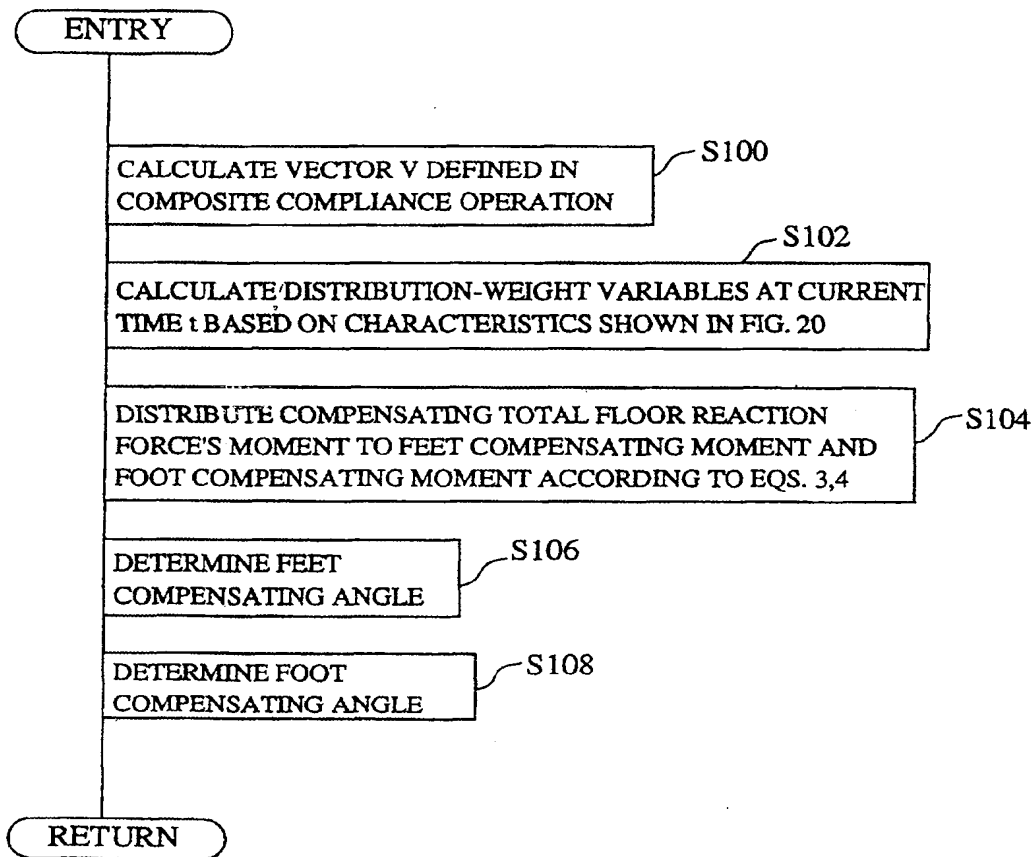 ENTRY
CALCULATE VECTOR V DEFINED IN
COMPOSITE COMPLIANCE OPERATION
S100
S102
CALCULATE DISTRIBUTION-WEIGHT VARIABLES AT CURRENT
TIME t BASED ON CHARACTERISTICS SHOWN IN FIG. 20
DISTRIBUTE COMPENSATING TOTAL FLOOR REACTION
FORCE'S MOMENT TO FEET COMPENSATING MOMENT AND
FOOT COMPENSATING MOMENT ACCORDING TO EQS. 3,4
S104
DETERMINE FEET
COMPENSATING ANGLE
S106
DETERMINE FOOT
COMPENSATING ANGLE
S108
RETURN